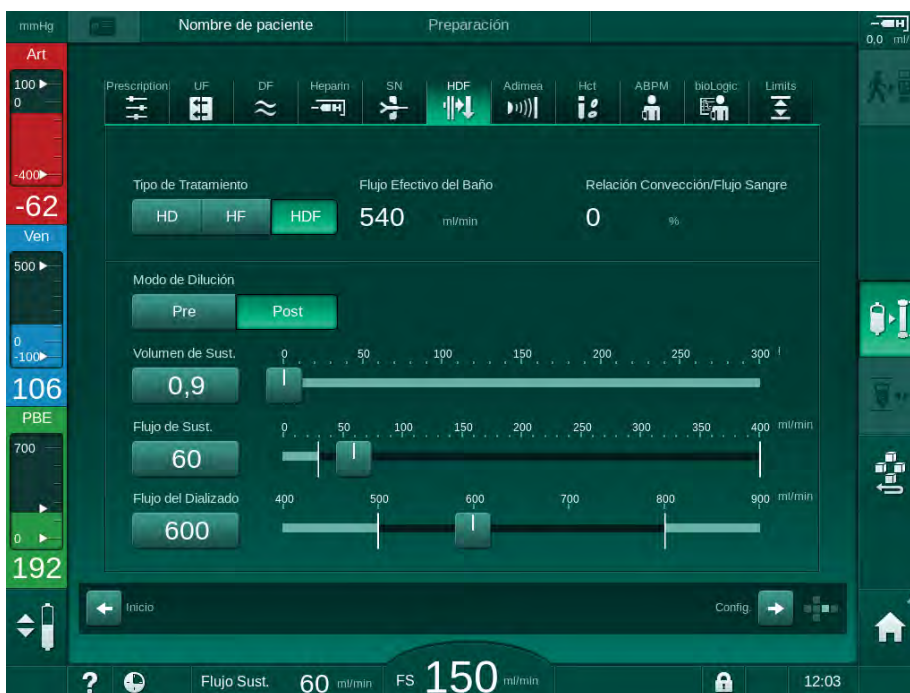 mmHg
Nombre de paciente
Preparación
0,0 ml/
Art
100
0
-400
-62
Ven
500
0
-100
106
PBE
700
0
192
Prescription UF DF Heparin SN HDF Adimea Hct ABPM bioLogic Limits
Tipo de Tratamiento
HD HF HDF
Flujo Efectivo del Baño
540 ml/min
Relación Convección/Flujo Sangre
0 %
Modo de Dilución
Pre Post
Volumen de Sust.
0 50 100 150 200 250 300 l
0,9
Flujo de Sust.
0 50 100 150 200 250 300 350 400 ml/min
60
Flujo del Dializado
400 500 600 700 800 900 ml/min
600
Inicio
Config.
? Flujo Sust. 60 ml/min FS 150 ml/min 12:03